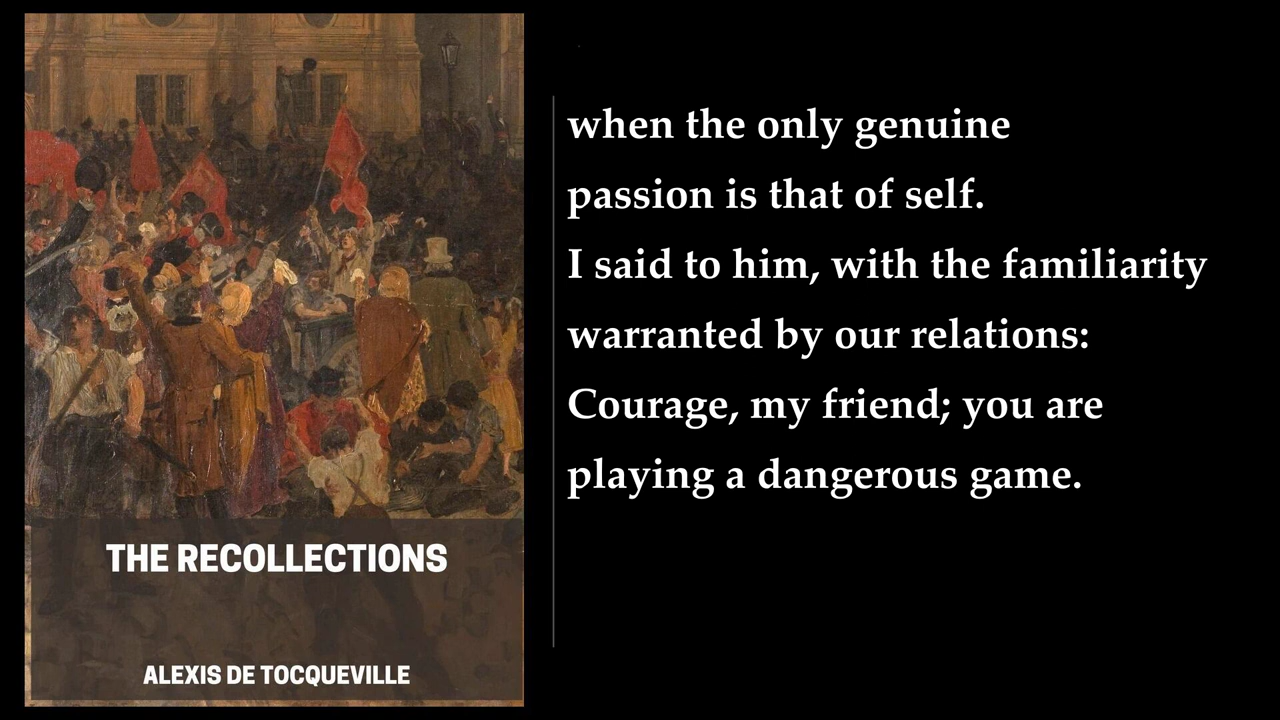 THE RECOLLECTIONS
ALEXIS DE TOCQUEVILLE
when the only genuine
passion is that of self.
I said to him, with the familiarity
warranted by our relations:
Courage, my friend; you are
playing a dangerous game.